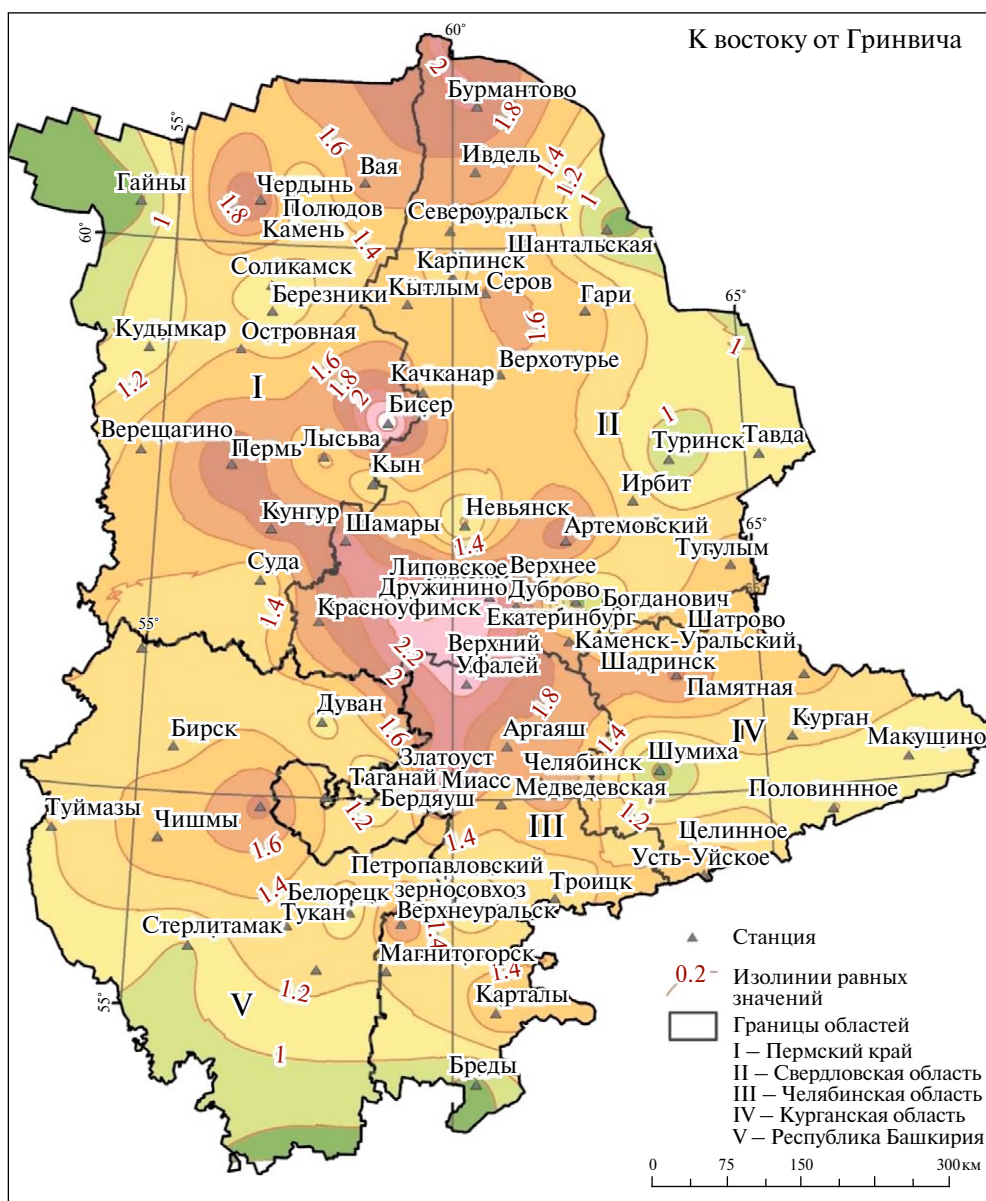 К востоку от Гринвича
60°
2
Бурмантово
1.8
55°
1.6
Вая
Ивдель
1.4
1.2
1
Гайны
1
Чердынь
1.8
Полюдов
Камень
Североуральск
60°
1.4
Шантальская
Карпинск
Соликамск
Березники
Кытлым
Серов
Гари
65°
1.6
1
Кудымкар
Островная
Верхотурье
1.2
1.6
1.8
2
Качканар
I
Бисер
1
II
Верещагино
Лысьва
Пермь
Туринск
Тавда
Кын
Ирбит
Невьянск
Кунгур
Шамары
Артемовский
65°
1.4
Тугулым
Суда
Липовское
Верхнее
Дружинино
Дуброво
Богданович
55°
1.4
Красноуфимск
Екатеринбург
Шатрово
55°
Верхний
Уфалей
Каменск-Уральский
2.2
Шадринск
2
Памятная
Дуван
1.8
Бирск
1.6
Аргаяш
1.4
IV
Курган
Макушино
Златоуст
Шумиха
Таганай
Миасс
Челябинск
Бердяуш
Медведевская
Половиннное
Туймазы
Чишмы
1.2
1.2
III
Целинное
1.6
1.4
Усть-Уйское
Петропавловский
зерносовхоз
1.4
Белорецк
Троицк
Тукан
Верхнеуральск
Стерлитамак
1.4
Магнитогорск
1.4
1.2
V
Карталы
55°
1
Бреды
Станция
0.2
Изолинии равных
значений
Границы областей
I – Пермский край
II – Свердловская область
III – Челябинская область
IV – Курганская область
V – Республика Башкирия
0 75 150 300 км